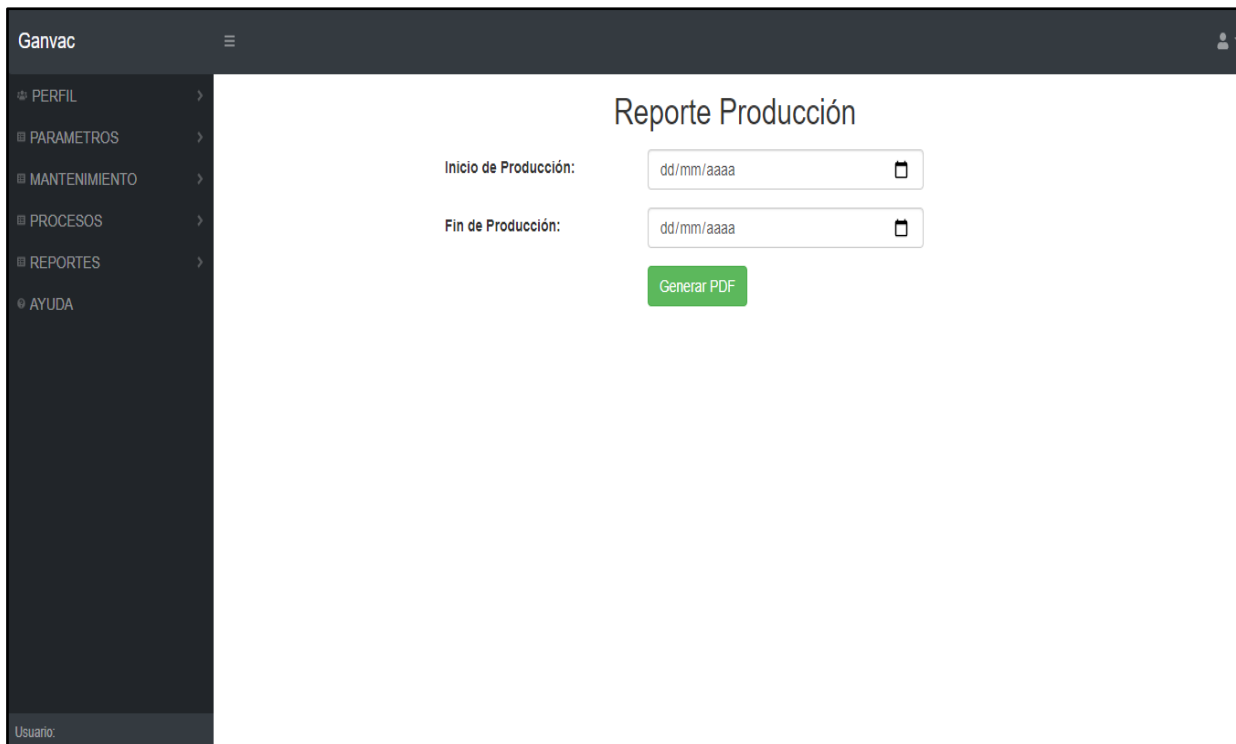 Ganvac
PERFIL
PARAMETROS
MANTENIMIENTO
PROCESOS
REPORTES
AYUDA
Usuario:
Reporte Producción
Inicio de Producción:
dd/mm/aaaa
Fin de Producción:
dd/mm/aaaa
Generar PDF